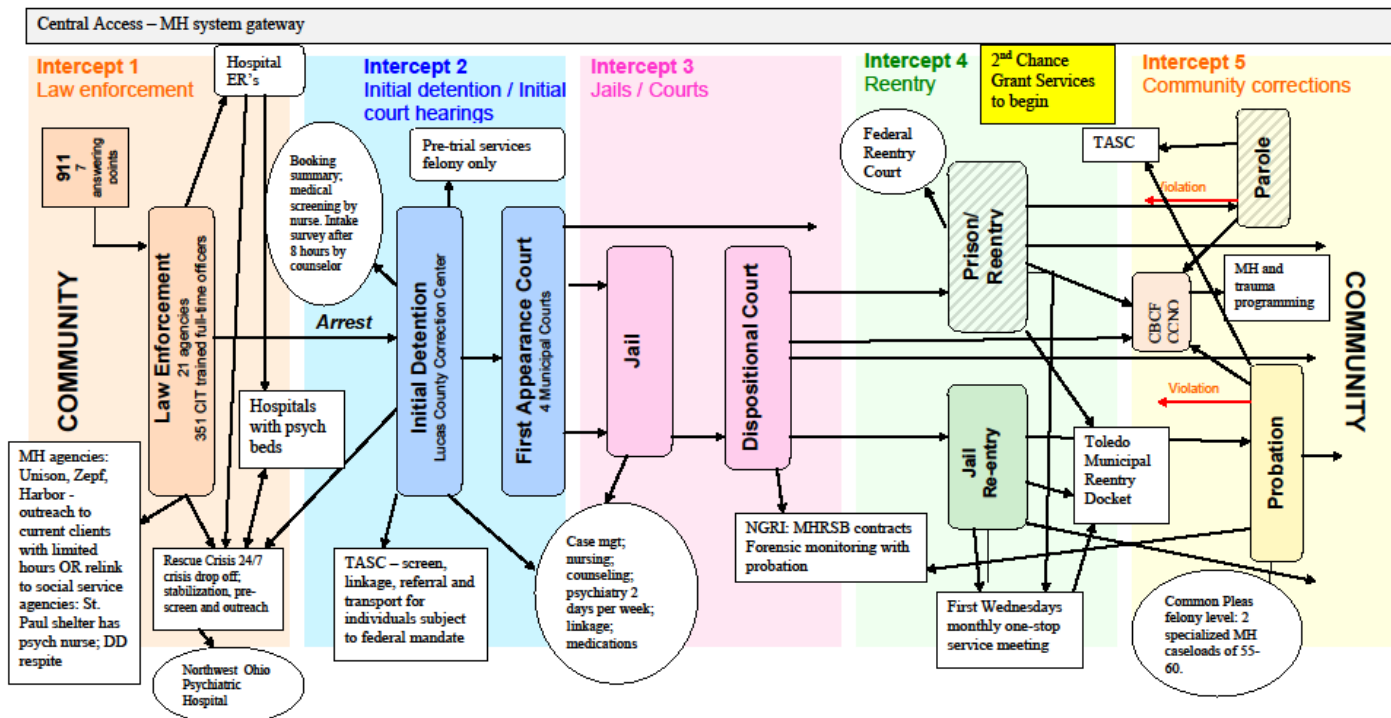 Central Access – MH system gateway
Intercept 1
Law enforcement
Hospital
ER's
911
7
answering
points
COMMUNITY
Law Enforcement
21 agencies
351 CIT trained full-time officers
MH agencies:
Unison, Zepf,
Harbor -
outreach to
current clients
with limited
hours OR relink
to social service
agencies: St.
Paul shelter has
psych nurse; DD
respite
Hospitals
with psych
beds
Rescue Crisis 24/7
crisis drop off;
stabilization, pre-
screen and outreach
Northwest Ohio
Psychiatric
Hospital
Arrest
Intercept 2
Initial detention / Initial
court hearings
Booking
summary;
medical
screening by
nurse. Intake
survey after
8 hours by
counselor
Pre-trial services
felony only
Initial Detention
Lucas County Correction Center
First Appearance Court
4 Municipal Courts
TASC – screen,
linkage, referral and
transport for
individuals subject
to federal mandate
Intercept 3
Jails / Courts
Jail
Dispositional Court
Case mgt;
nursing;
counseling;
psychiatry 2
days per week;
linkage;
medications
NGRI: MHRSB contracts
Forensic monitoring with
probation
Intercept 4
Reentry
2nd Chance
Grant Services
to begin
Federal
Reentry
Court
Prison/
Reentry
Jail
Re-entry
Toledo
Municipal
Reentry
Docket
First Wednesdays
monthly one-stop
service meeting
Intercept 5
Community corrections
TASC
Parole
Violation
CBCF
CCNO
MH and
trauma
programming
Violation
Probation
COMMUNITY
Common Pleas
felony level: 2
specialized MH
caseloads of 55-
60.